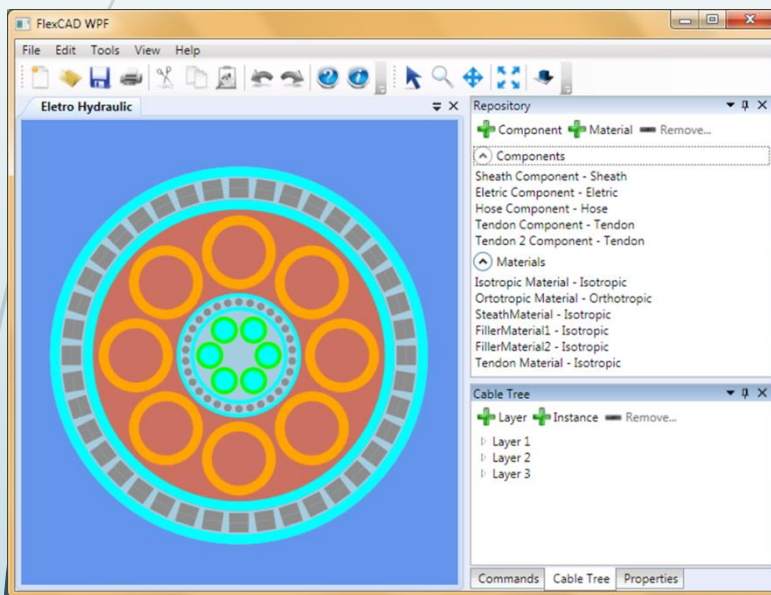 FlexCAD WPF
File Edit Tools View Help
Eletro Hydraulic
Repository
Component Material Remove...
Components
Sheath Component - Sheath
Eletric Component - Eletric
Hose Component - Hose
Tendon Component - Tendon
Tendon 2 Component - Tendon
Materials
Isotropic Material - Isotropic
Ortotropic Material - Orthotropic
SteathMaterial - Isotropic
FillerMaterial1 - Isotropic
FillerMaterial2 - Isotropic
Tendon Material - Isotropic
Cable Tree
Layer Instance Remove...
Layer 1
Layer 2
Layer 3
Commands Cable Tree Properties